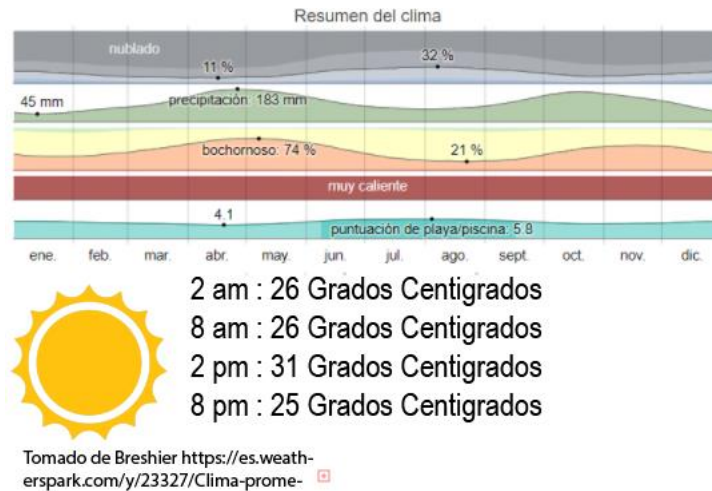 Resumen del clima
nublado
11 %
32 %
45 mm
precipitación: 183 mm
bochornoso: 74 %
21 %
muy caliente
4.1
puntuación de playa/piscina: 5.8
ene. feb. mar. abr. may. jun. jul. ago. sept. oct. nov. dic.
2 am : 26 Grados Centigrados
8 am : 26 Grados Centigrados
2 pm : 31 Grados Centigrados
8 pm : 25 Grados Centigrados
Tomado de Breshier https://es.weath-
erspark.com/y/23327/Clima-prome-